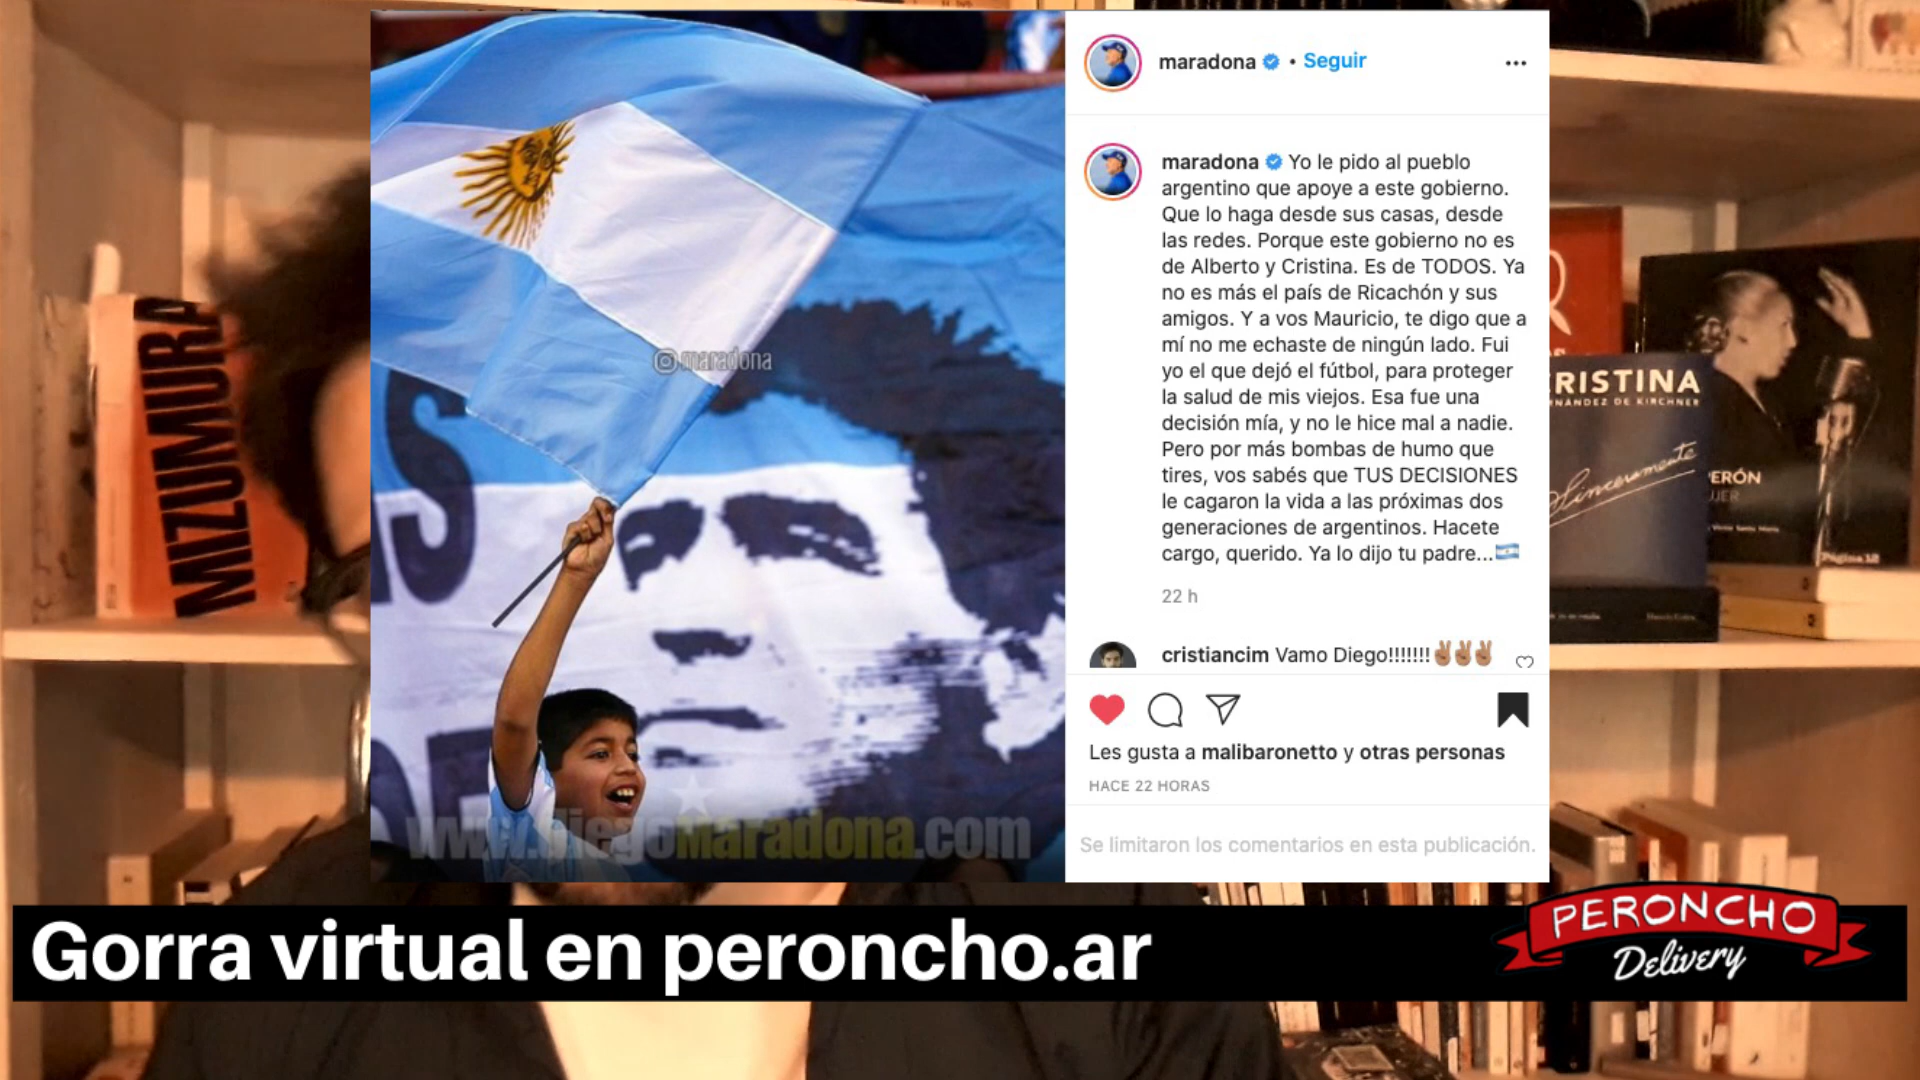 maradona • Seguir
maradona Yo le pido al pueblo
argentino que apoye a este gobierno.
Que lo haga desde sus casas, desde
las redes. Porque este gobierno no es
de Alberto y Cristina. Es de TODOS. Ya
no es más el país de Ricachón y sus
amigos. Y a vos Mauricio, te digo que a
mí no me echaste de ningún lado. Fui
yo el que dejó el fútbol, para proteger
la salud de mis viejos. Esa fue una
decisión mía, y no le hice mal a nadie.
Pero por más bombas de humo que
tires, vos sabés que TUS DECISIONES
le cagaron la vida a las próximas dos
generaciones de argentinos. Hacete
cargo, querido. Ya lo dijo tu padre...🇦🇷
22 h
cristiancim Vamo Diego!!!!!!!✌🏽✌🏽✌🏽
Les gusta a malibaronetto y otras personas
HACE 22 HORAS
Se limitaron los comentarios en esta publicación.
maradona
www.DiegoMaradona.com
MIZUMURA
RISTINA
NÁNDEZ DE KIRCHNER
Sinceramente
ERÓN
UJER
Página 12
Gorra virtual en peroncho.ar
PERONCHO
Delivery